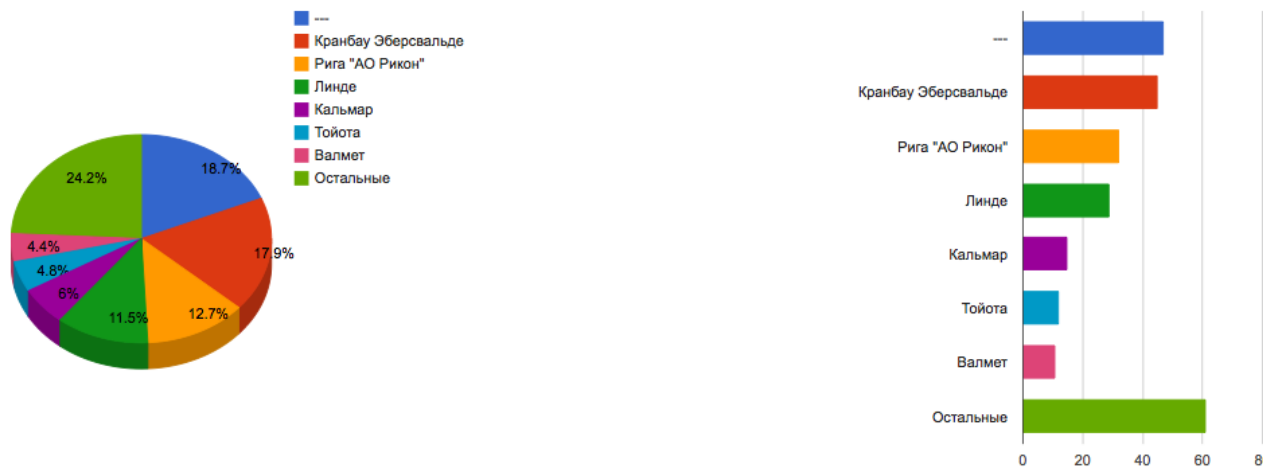 ---
Кранбау Эберсвальде
Рига "АО Рикон"
Линде
Кальмар
Тойота
Валмет
Остальные
18.7%
17.9%
12.7%
11.5%
6%
4.8%
4.4%
24.2%
---
Кранбау Эберсвальде
Рига "АО Рикон"
Линде
Кальмар
Тойота
Валмет
Остальные
0 20 40 60 8